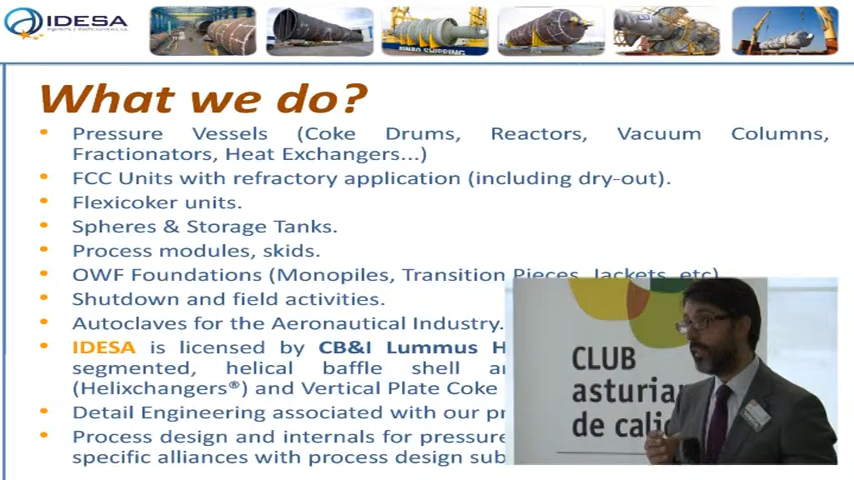 IDESA
What we do?
• Pressure Vessels (Coke Drums, Reactors, Vacuum Columns,
Fractionators, Heat Exchangers...)
• FCC Units with refractory application (including dry-out).
• Flexicoker units.
• Spheres & Storage Tanks.
• Process modules, skids.
• OWF Foundations (Monopiles, Transition Pieces, Jackets, etc)
• Shutdown and field activities.
• Autoclaves for the Aeronautical Industry.
• IDESA is licensed by CB&I Lummus H
segmented, helical baffle shell
(Helixchangers®) and Vertical Plate Coke
• Detail Engineering associated with our
• Process design and internals for pressure
specific alliances with process design
CLUB
asturian
de cali